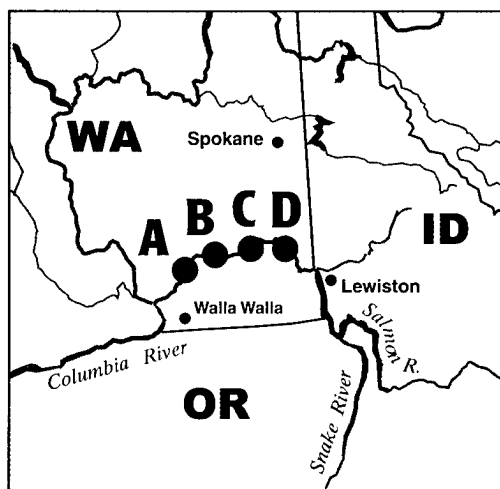 Spokane
WA
A
B
C
D
ID
Lewiston
Walla Walla
Salmon R.
Columbia River
OR
Snake River